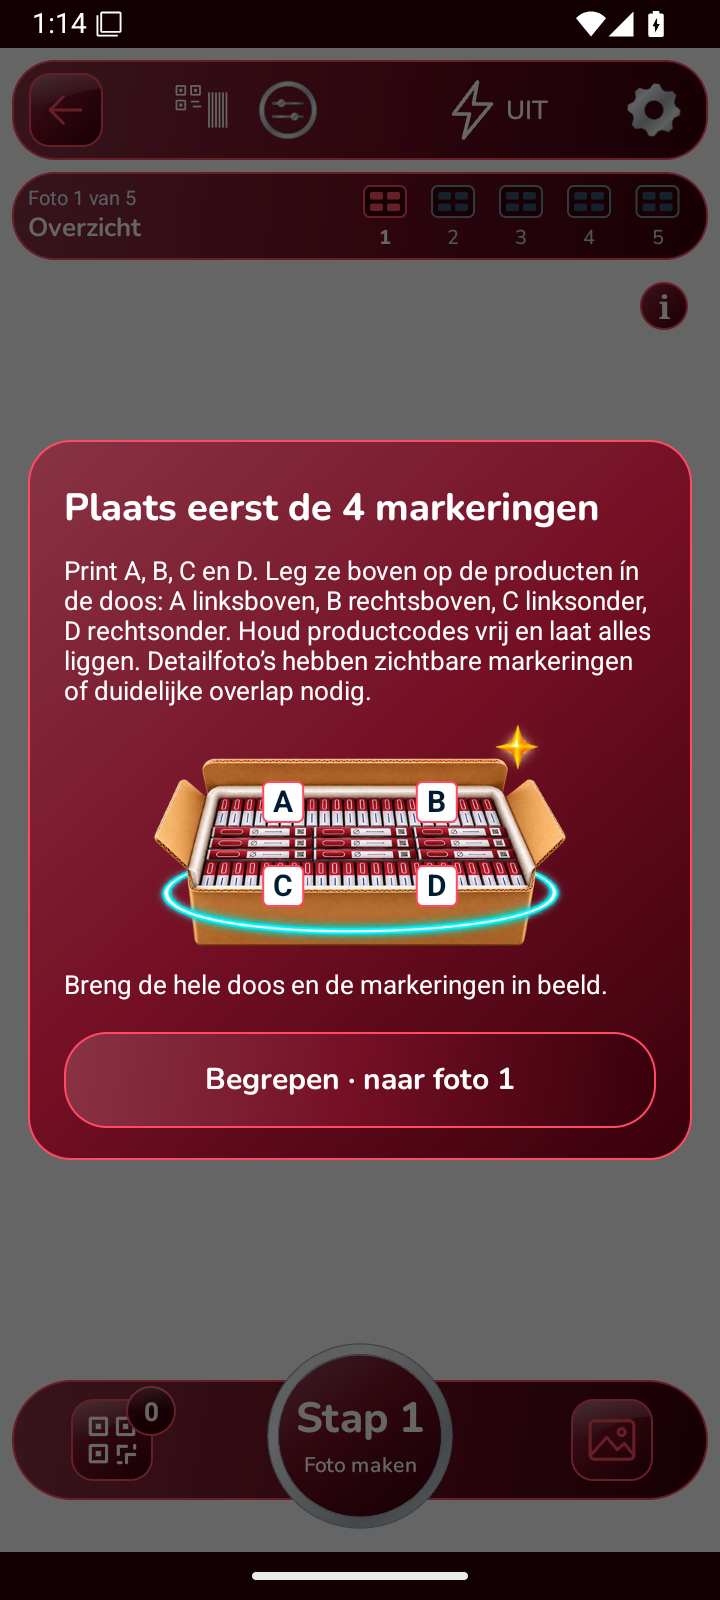 1:14
UIT
Foto 1 van 5
Overzicht
1 2 3 4 5
i
Plaats eerst de 4 markeringen
Print A, B, C en D. Leg ze boven op de producten ín
de doos: A linksboven, B rechtsboven, C linksonder,
D rechtsonder. Houd productcodes vrij en laat alles
liggen. Detailfoto’s hebben zichtbare markeringen
of duidelijke overlap nodig.
A B
C D
Breng de hele doos en de markeringen in beeld.
Begrepen · naar foto 1
0
Stap 1
Foto maken